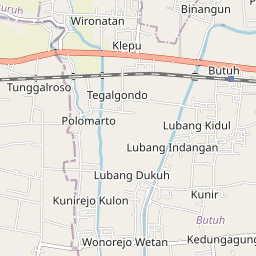 Binangun
Wironatan
uruh
Klepu
Butuh
Tunggalroso
Tegalgondo
Polomarto
Lubang Kidul
Lubang Indangan
Lubang Dukuh
Kunir
Kunirejo Kulon
Butuh
Wonorejo Wetan
Kedungagung